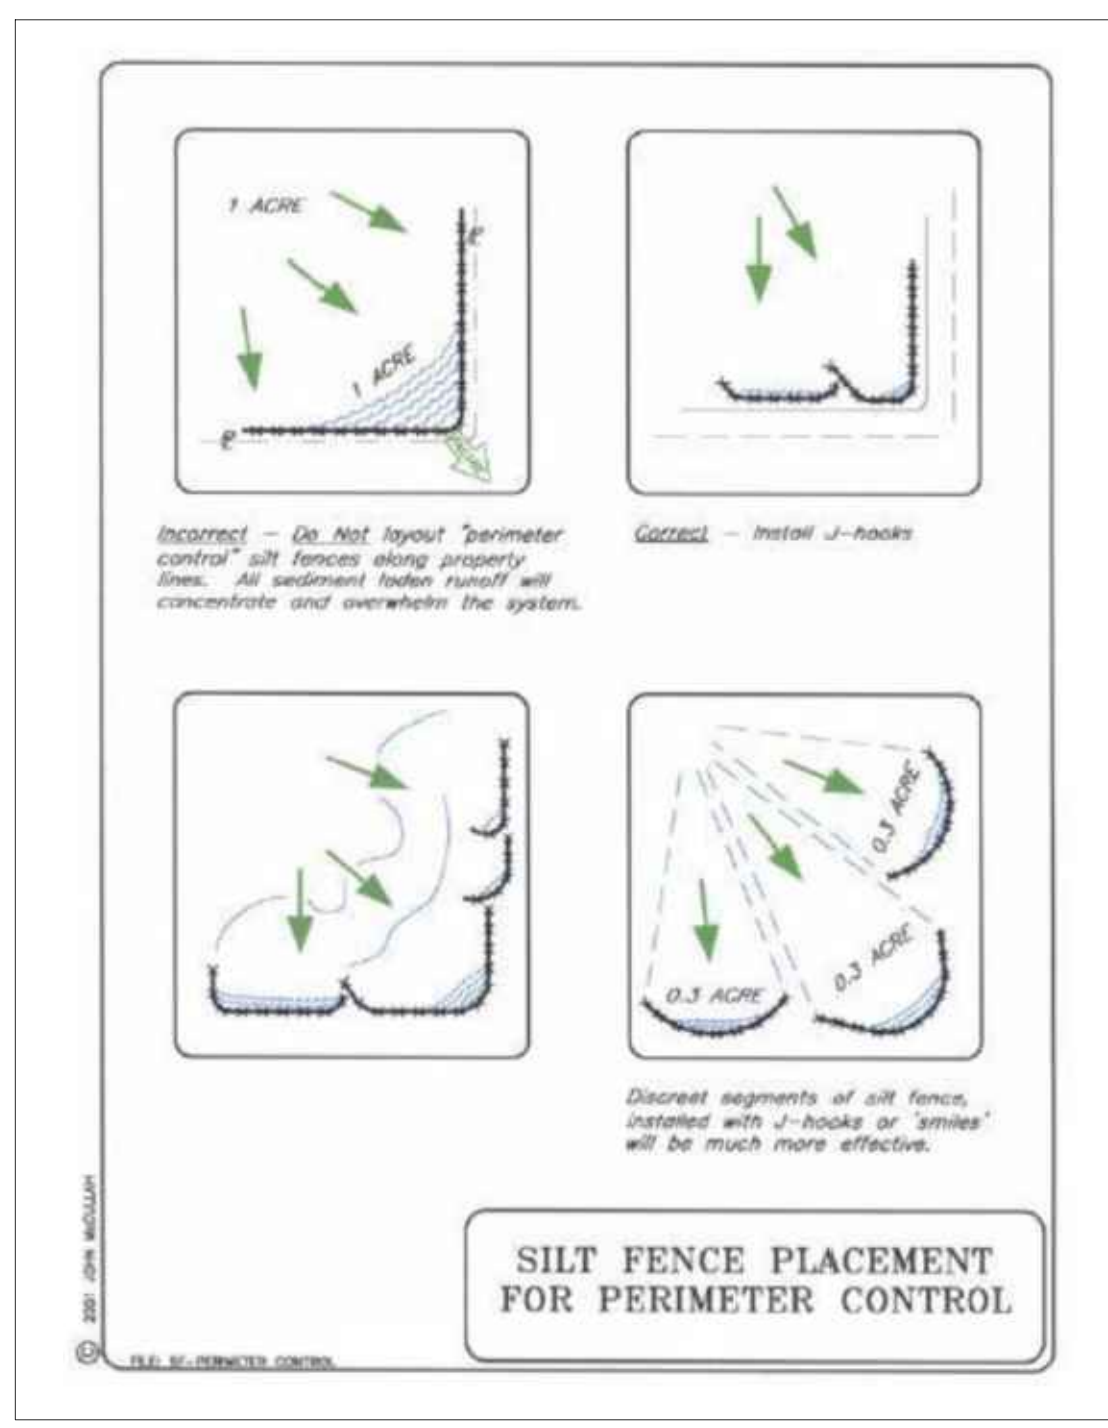 1 ACRE
℄
1 ACRE
℄
Incorrect – Do Not layout "perimeter
control" silt fences along property
lines. All sediment laden runoff will
concentrate and overwhelm the system.
Correct – Install J-hooks
0.3 ACRE
0.3 ACRE
0.3 ACRE
Discreet segments of silt fence,
installed with J-hooks or 'smiles'
will be much more effective.
SILT FENCE PLACEMENT
FOR PERIMETER CONTROL
© 2001 JOHN McCULLAH
FILE: SF-PERIMETER CONTROL